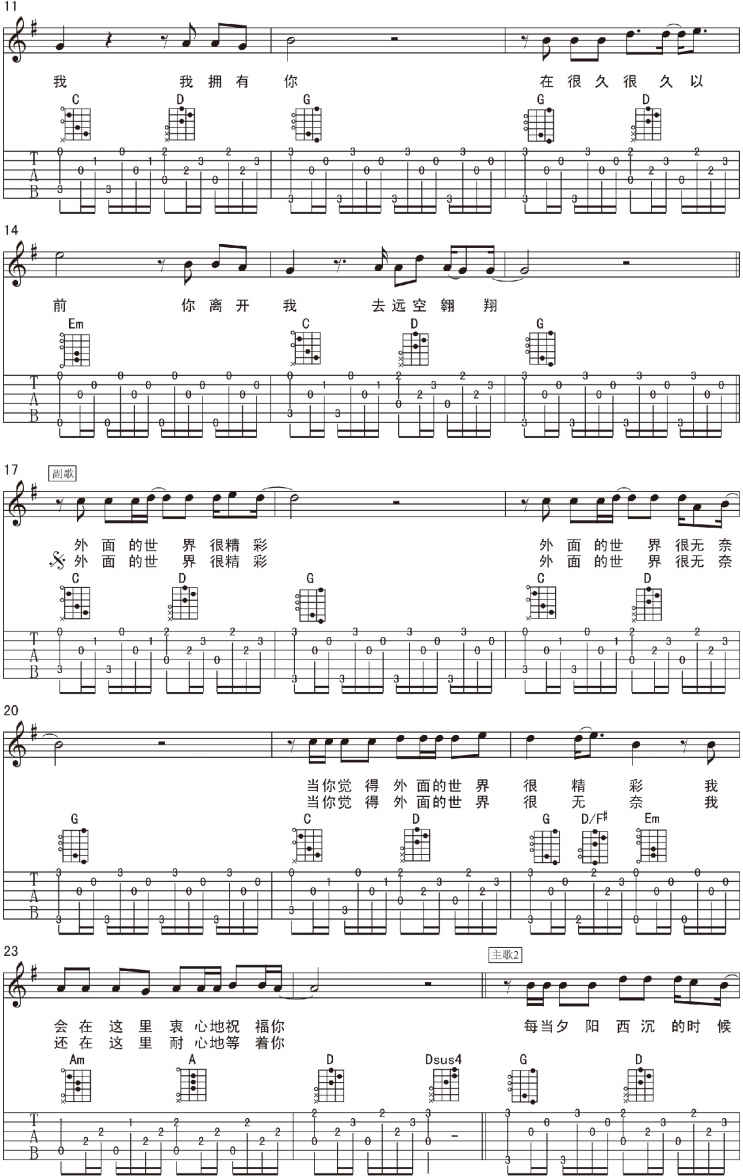 11
我 我拥有你 在很久很久以
C D G G D
T A B
14
前 你离开我 去远空翱翔
Em C D G
T A B
17 副歌
外面的世界很精彩 外面的世界很无奈
外面的世界很精彩 外面的世界很无奈
C D G C D
T A B
20
当你觉得外面的世界很精彩我
当你觉得外面的世界很无奈我
G C D G D/F# Em
T A B
23 主歌2
会在这里衷心地祝福你 每当夕阳西沉的时候
还在这里耐心地等着你
Am A D Dsus4 G D
T A B